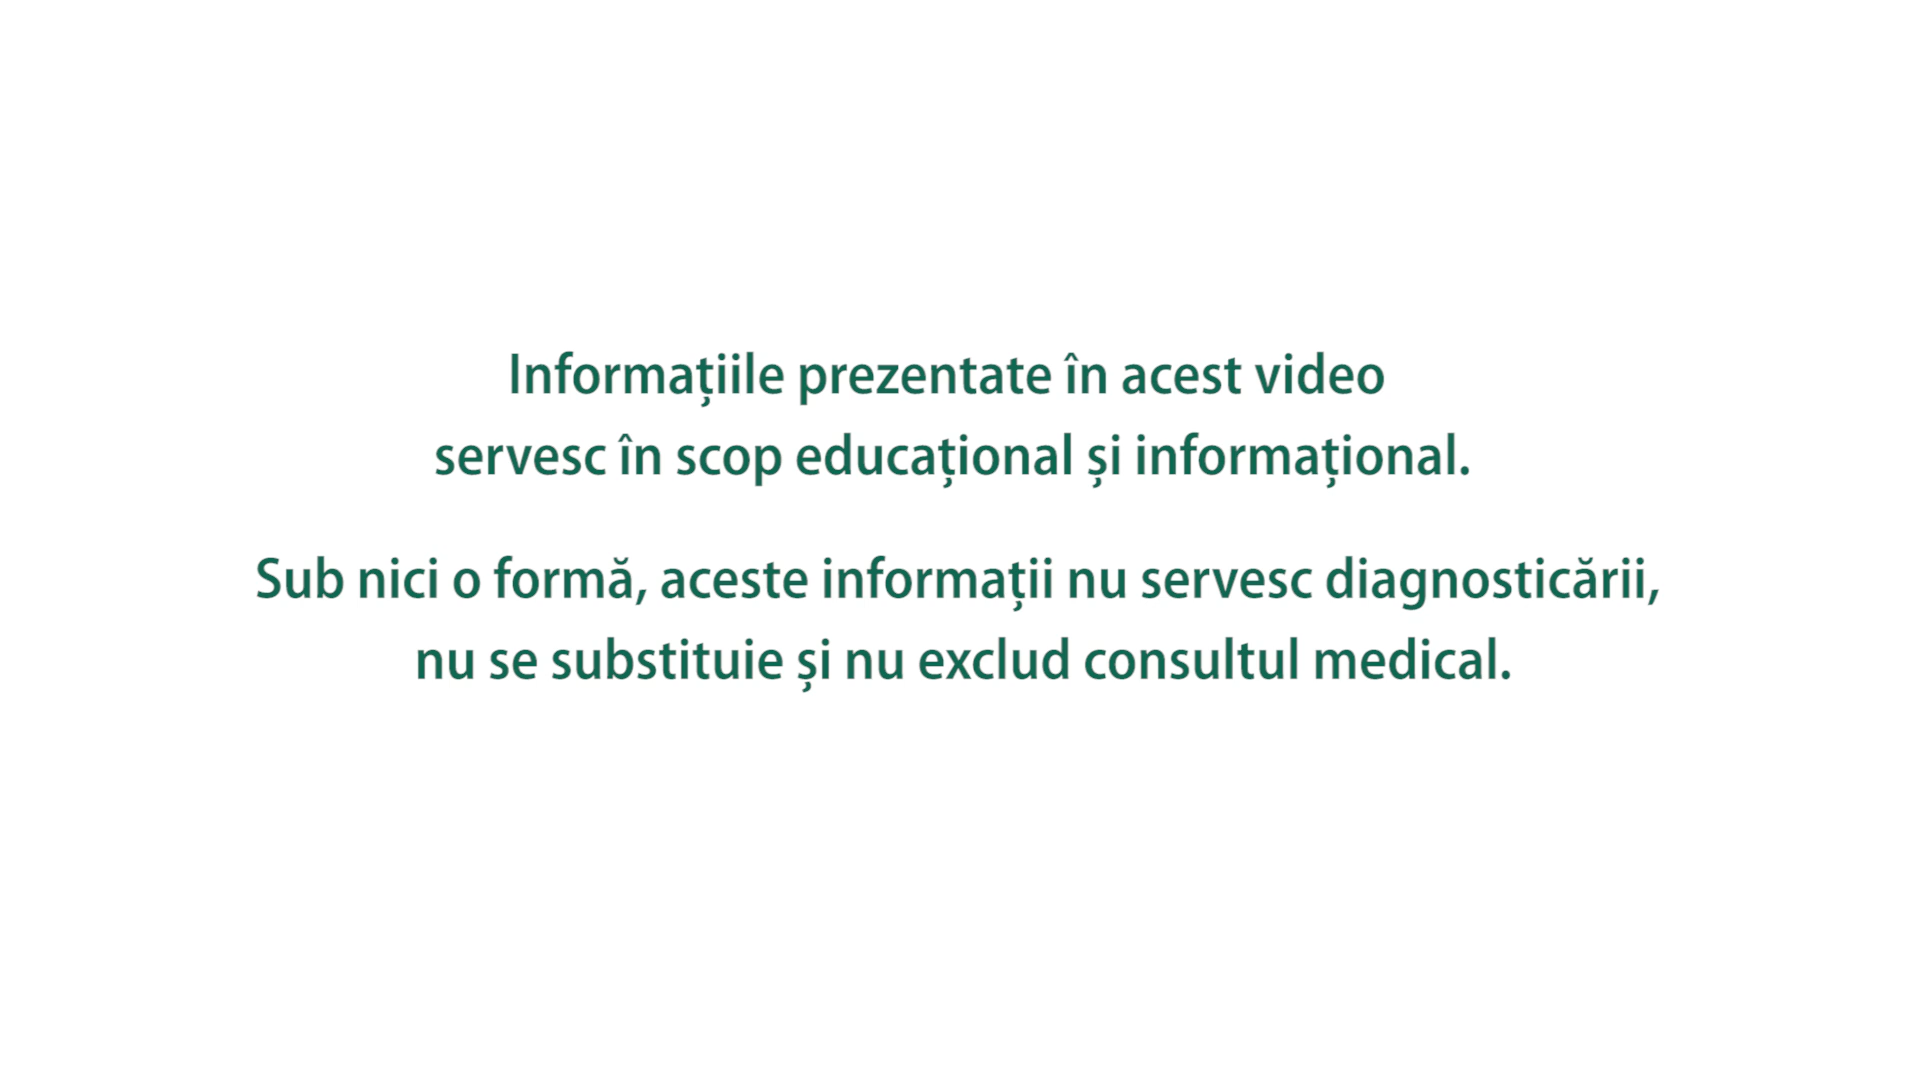 Informațiile prezentate în acest video
servesc în scop educațional și informațional.
Sub nici o formă, aceste informații nu servesc diagnosticării,
nu se substituie și nu exclud consultul medical.